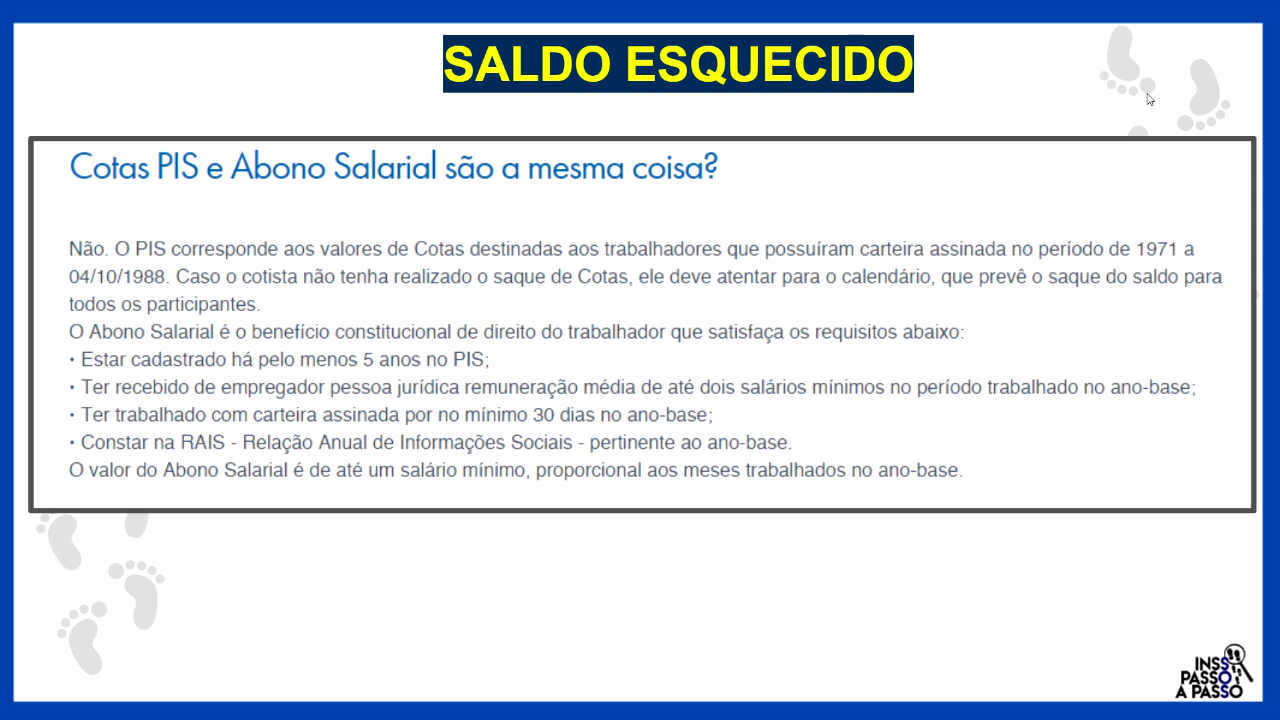 SALDO ESQUECIDO
Cotas PIS e Abono Salarial são a mesma coisa?
Não. O PIS corresponde aos valores de Cotas destinadas aos trabalhadores que possuíram carteira assinada no período de 1971 a
04/10/1988. Caso o cotista não tenha realizado o saque de Cotas, ele deve atentar para o calendário, que prevê o saque do saldo para
todos os participantes.
O Abono Salarial é o benefício constitucional de direito do trabalhador que satisfaça os requisitos abaixo:
• Estar cadastrado há pelo menos 5 anos no PIS;
• Ter recebido de empregador pessoa jurídica remuneração média de até dois salários mínimos no período trabalhado no ano-base;
• Ter trabalhado com carteira assinada por no mínimo 30 dias no ano-base;
• Constar na RAIS - Relação Anual de Informações Sociais - pertinente ao ano-base.
O valor do Abono Salarial é de até um salário mínimo, proporcional aos meses trabalhados no ano-base.
INSS
PASSO
A PASSO